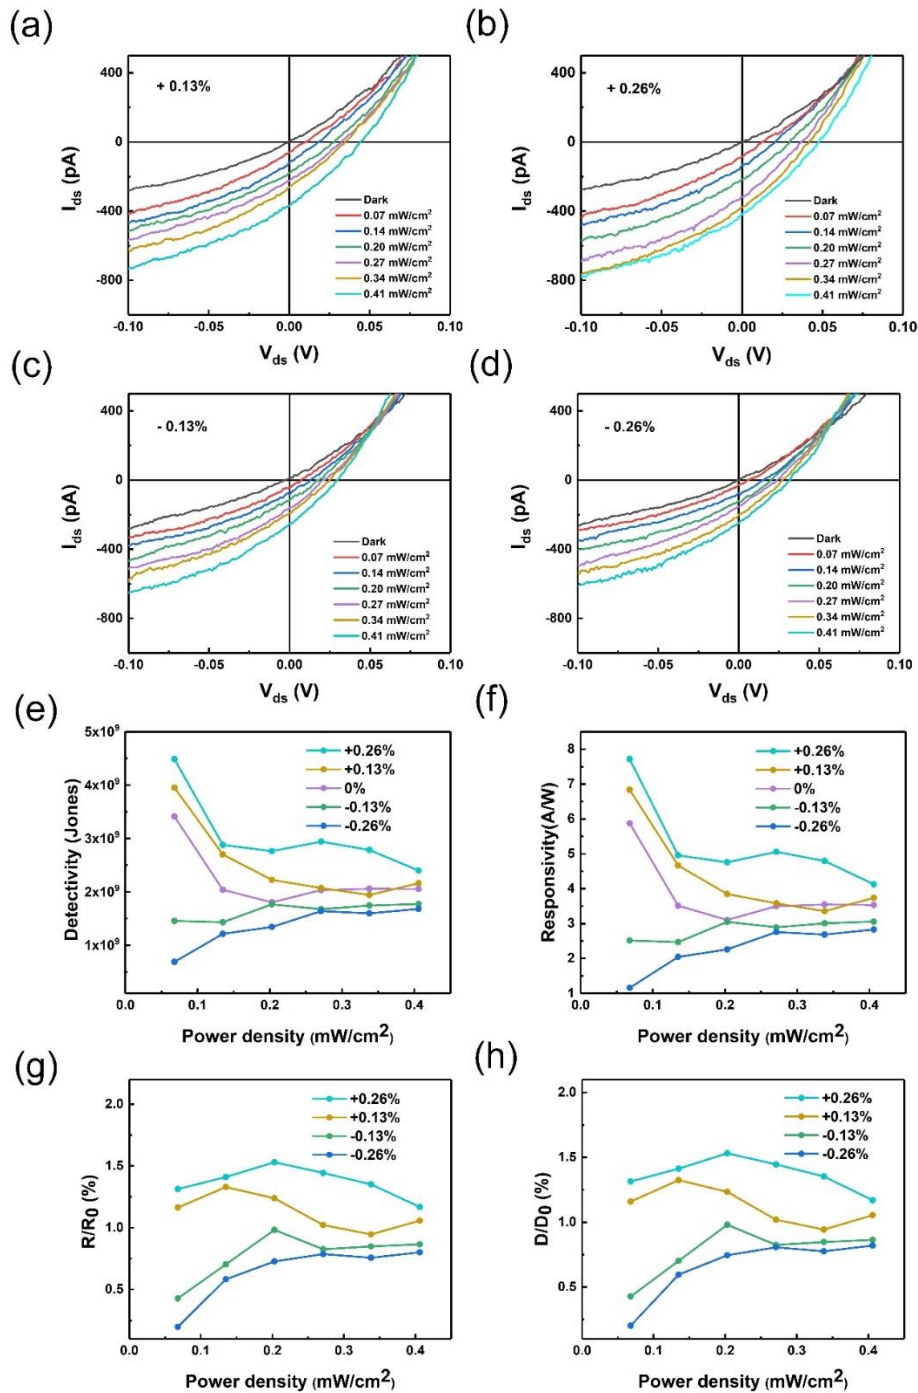 (a)
(b)
+ 0.13%
+ 0.26%
400
0
-400
-800
I_ds (pA)
Dark
0.07 mW/cm²
0.14 mW/cm²
0.20 mW/cm²
0.27 mW/cm²
0.34 mW/cm²
0.41 mW/cm²
-0.10 -0.05 0.00 0.05 0.10
V_ds (V)
400
0
-400
-800
I_ds (pA)
Dark
0.07 mW/cm²
0.14 mW/cm²
0.20 mW/cm²
0.27 mW/cm²
0.34 mW/cm²
0.41 mW/cm²
-0.10 -0.05 0.00 0.05 0.10
V_ds (V)
(c)
(d)
- 0.13%
- 0.26%
400
0
-400
-800
I_ds (pA)
Dark
0.07 mW/cm²
0.14 mW/cm²
0.20 mW/cm²
0.27 mW/cm²
0.34 mW/cm²
0.41 mW/cm²
-0.10 -0.05 0.00 0.05 0.10
V_ds (V)
400
0
-400
-800
I_ds (pA)
Dark
0.07 mW/cm²
0.14 mW/cm²
0.20 mW/cm²
0.27 mW/cm²
0.34 mW/cm²
0.41 mW/cm²
-0.10 -0.05 0.00 0.05 0.10
V_ds (V)
(e)
(f)
5x10⁹
4x10⁹
3x10⁹
2x10⁹
1x10⁹
Detectivity (Jones)
+0.26%
+0.13%
0%
-0.13%
-0.26%
0.0 0.1 0.2 0.3 0.4
Power density (mW/cm²)
8
7
6
5
4
3
2
1
Responsivity(A/W)
+0.26%
+0.13%
0%
-0.13%
-0.26%
0.0 0.1 0.2 0.3 0.4
Power density (mW/cm²)
(g)
(h)
2.0
1.5
1.0
0.5
R/R0 (%)
+0.26%
+0.13%
-0.13%
-0.26%
0.0 0.1 0.2 0.3 0.4
Power density (mW/cm²)
2.0
1.5
1.0
0.5
D/D0 (%)
+0.26%
+0.13%
-0.13%
-0.26%
0.0 0.1 0.2 0.3 0.4
Power density (mW/cm²)